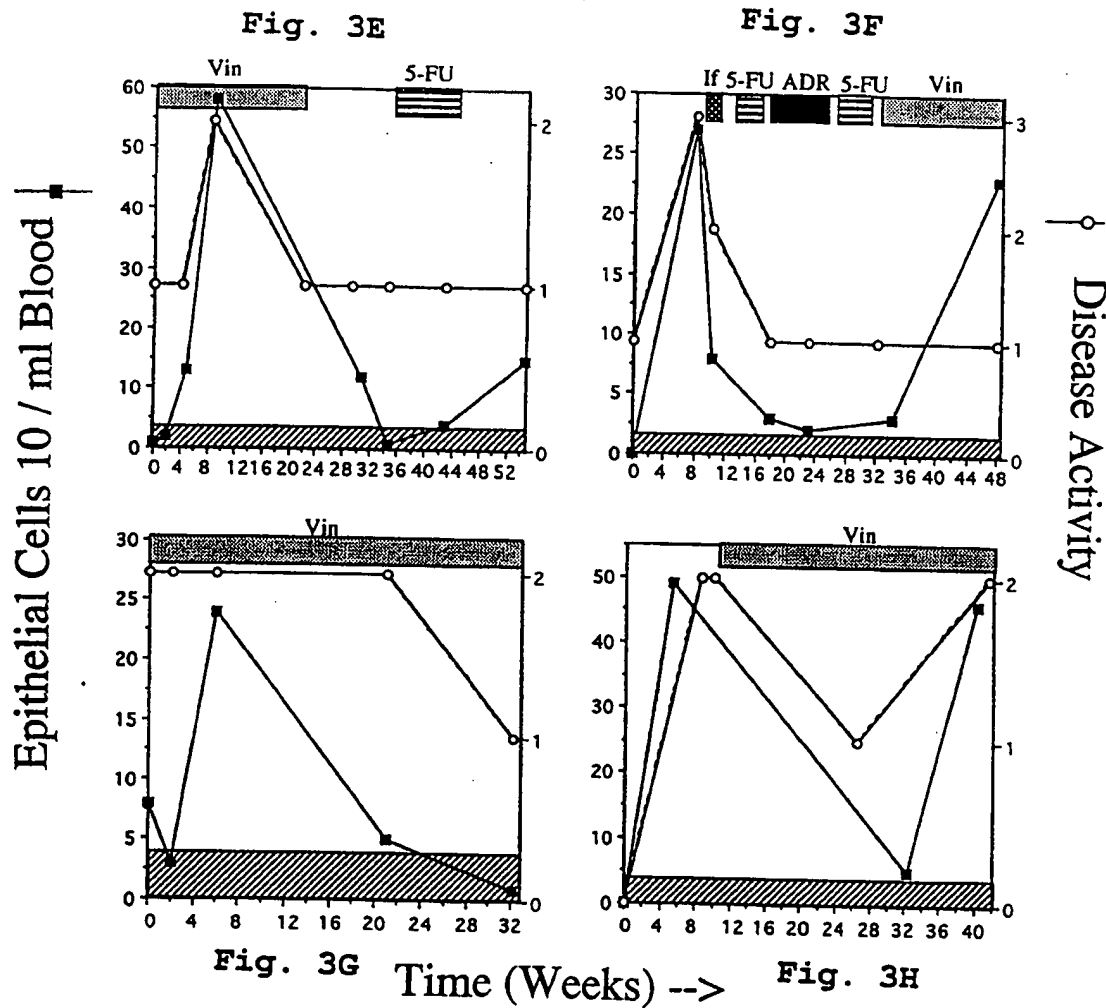 Fig. 3E
Fig. 3F
Vin
5-FU
If 5-FU ADR 5-FU Vin
60
50
40
30
20
10
0
2
1
0
0 4 8 12 16 20 24 28 32 36 40 44 48 52
30
25
20
15
10
5
0
3
2
1
0
0 4 8 12 16 20 24 28 32 36 40 44 48
Epithelial Cells 10 / ml Blood
Disease Activity
Vin
30
25
20
15
10
5
0
2
1
0
0 4 8 12 16 20 24 28 32
Vin
50
40
30
20
10
0
2
1
0
0 4 8 12 16 20 24 28 32 36 40
Fig. 3G
Time (Weeks) -->
Fig. 3H